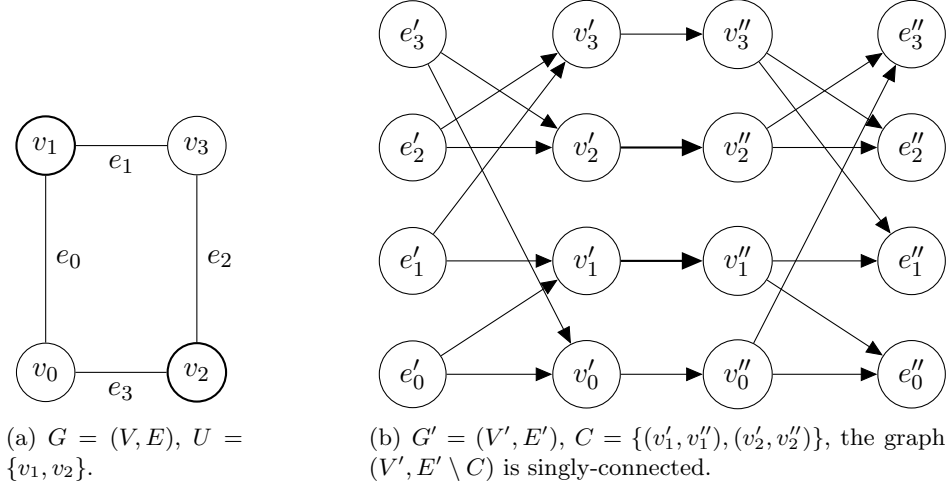 e′₃ v′₃ v″₃ e″₃
v₁ e₁ v₃ e′₂ v′₂ v″₂ e″₂
e₀ e₂ e′₁ v′₁ v″₁ e″₁
v₀ e₃ v₂ e′₀ v′₀ v″₀ e″₀
(a) G = (V, E), U =
{v₁, v₂}.
(b) G′ = (V′, E′), C = {(v′₁, v″₁), (v′₂, v″₂)}, the graph
(V′, E′ \ C) is singly-connected.